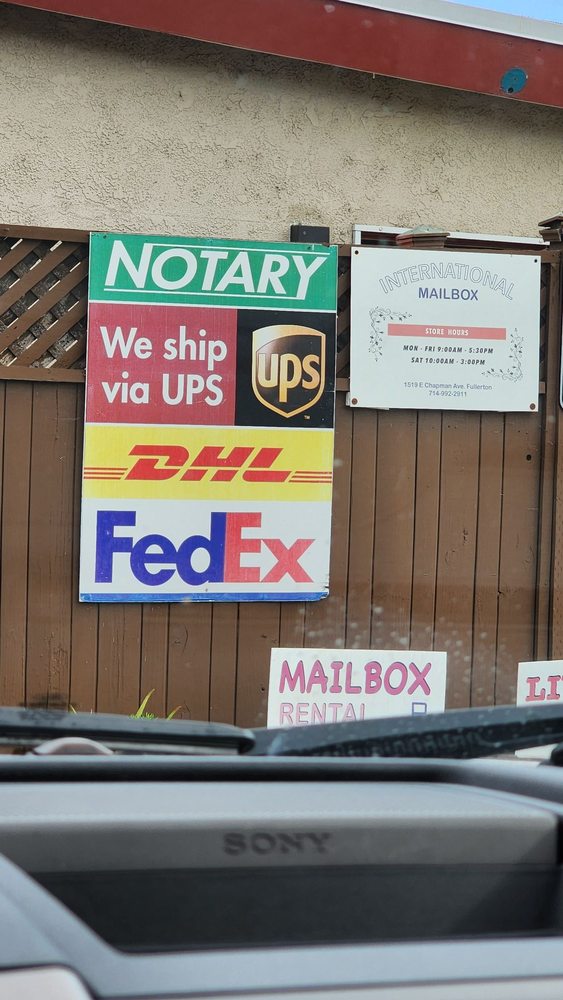 NOTARY
We ship
via UPS
ups
TM
DHL
FedEx
INTERNATIONAL
MAILBOX
STORE HOURS
MON - FRI 9:00AM - 5:30PM
SAT 10:00AM - 3:00PM
1519 E Chapman Ave. Fullerton
714-992-2911
MAILBOX
RENTAL
SONY